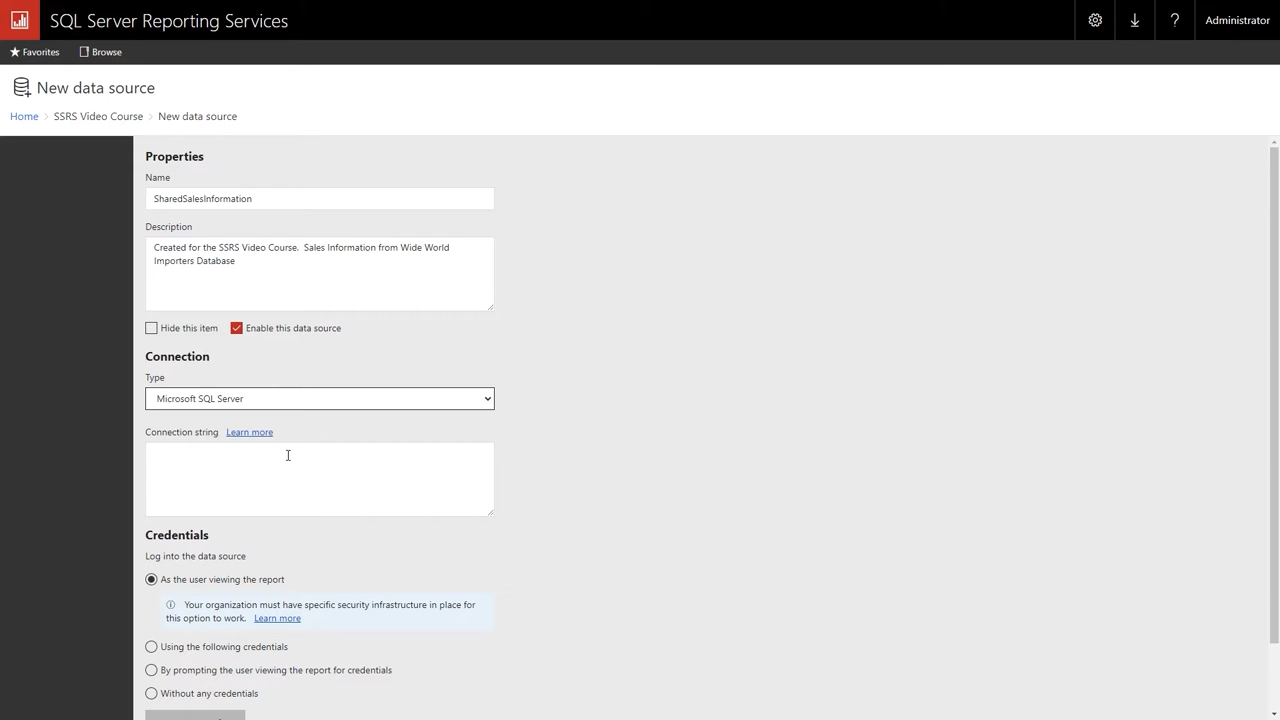 SQL Server Reporting Services
Administrator
Favorites Browse
New data source
Home > SSRS Video Course > New data source
Properties
Name
SharedSalesInformation
Description
Created for the SSRS Video Course. Sales Information from Wide World
Importers Database
Hide this item Enable this data source
Connection
Type
Microsoft SQL Server
Connection string Learn more
Credentials
Log into the data source
As the user viewing the report
Your organization must have specific security infrastructure in place for
this option to work. Learn more
Using the following credentials
By prompting the user viewing the report for credentials
Without any credentials